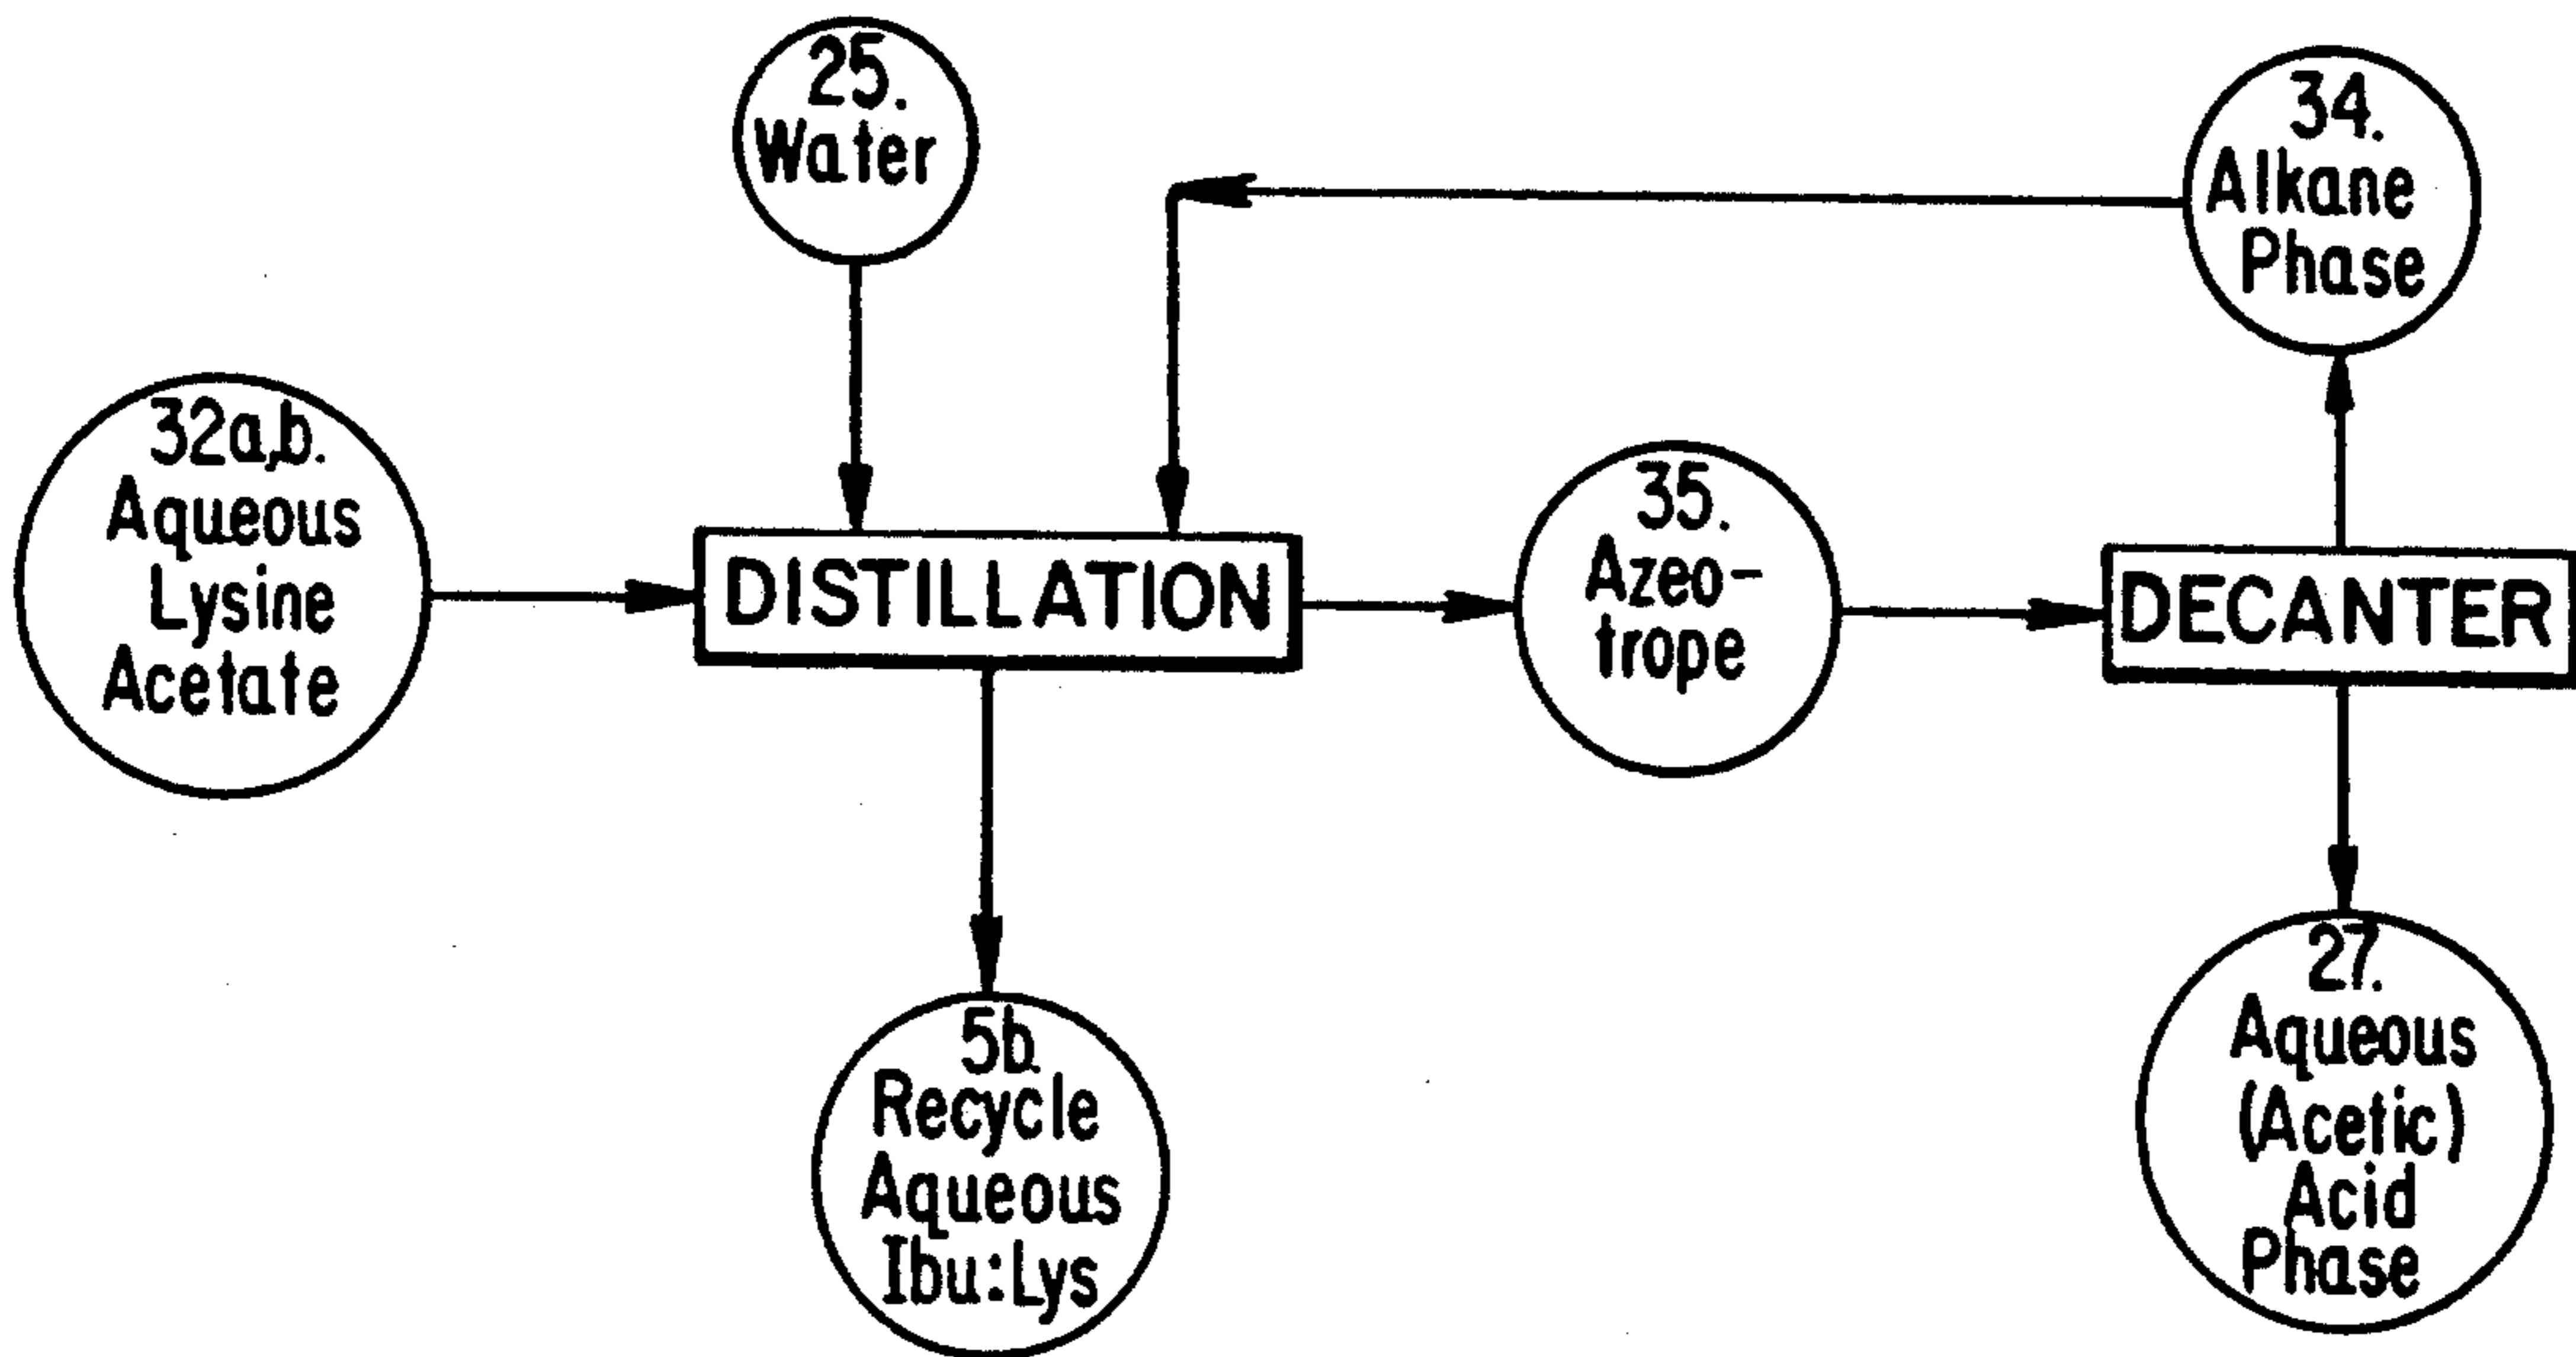 25.
Water
34.
Alkane
Phase
32a,b.
Aqueous
Lysine
Acetate
DISTILLATION
35.
Azeo-
trope
DECANTER
5b.
Recycle
Aqueous
Ibu:Lys
27.
Aqueous
(Acetic)
Acid
Phase